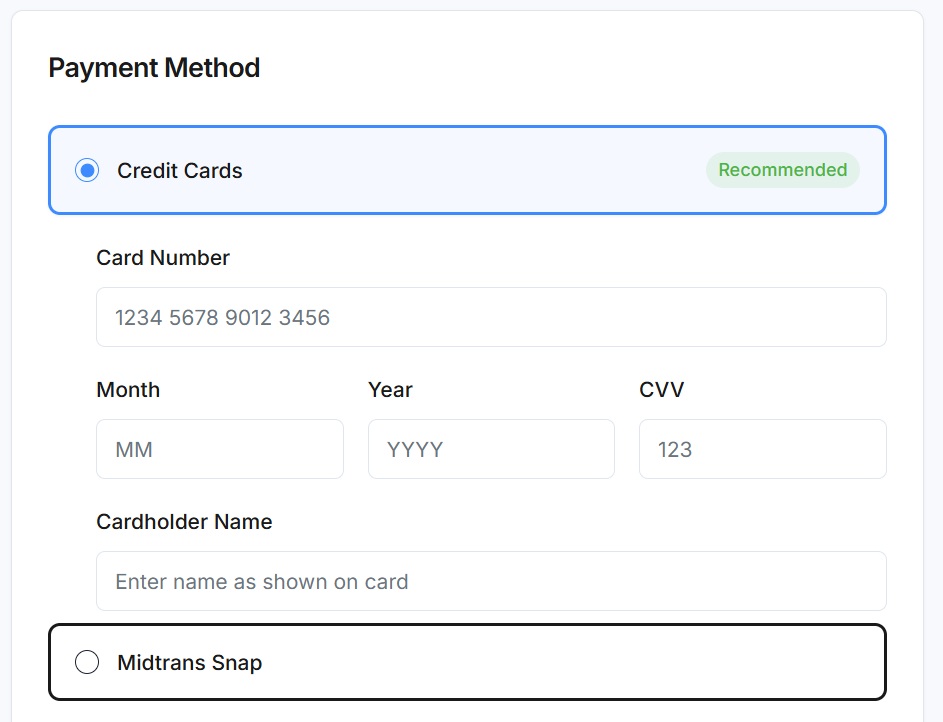 Payment Method
Credit Cards Recommended
Card Number
1234 5678 9012 3456
Month Year CVV
MM YYYY 123
Cardholder Name
Enter name as shown on card
Midtrans Snap